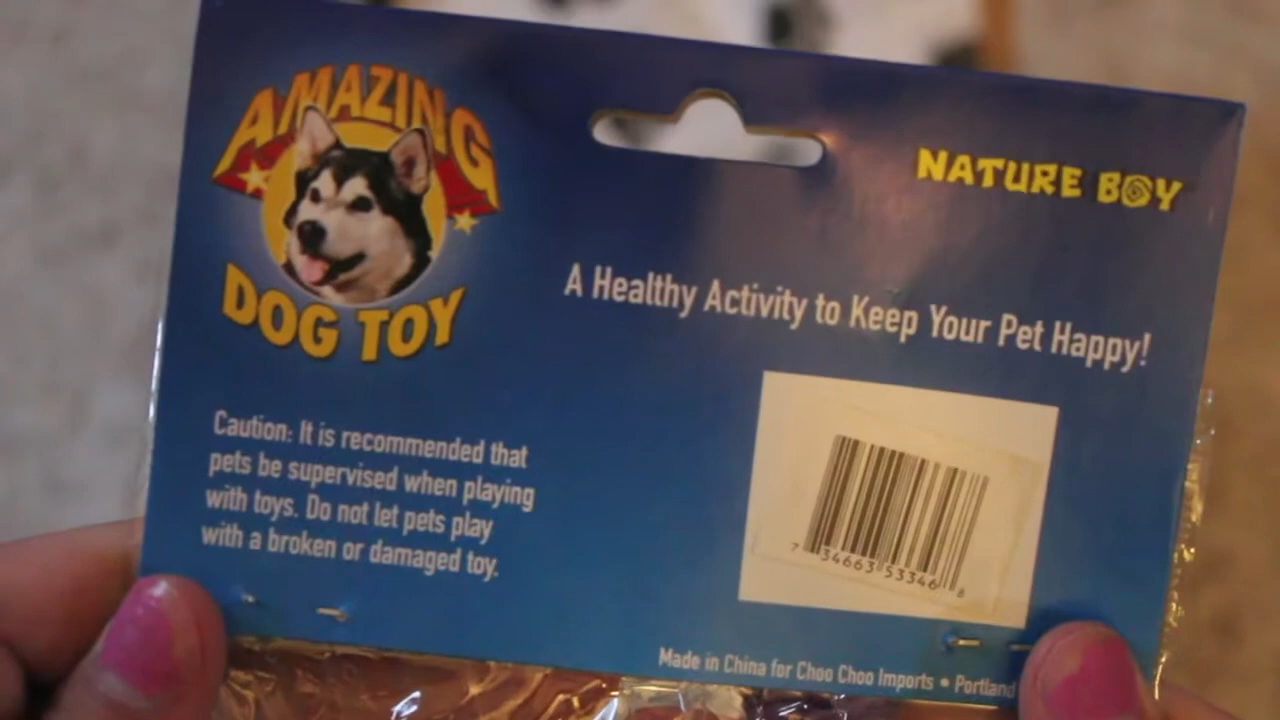 AMAZING
DOG TOY
NATURE BOY
A Healthy Activity to Keep Your Pet Happy!
Caution: It is recommended that
pets be supervised when playing
with toys. Do not let pets play
with a broken or damaged toy.
7 34663 53346 8
Made in China for Choo Choo Imports • Portland